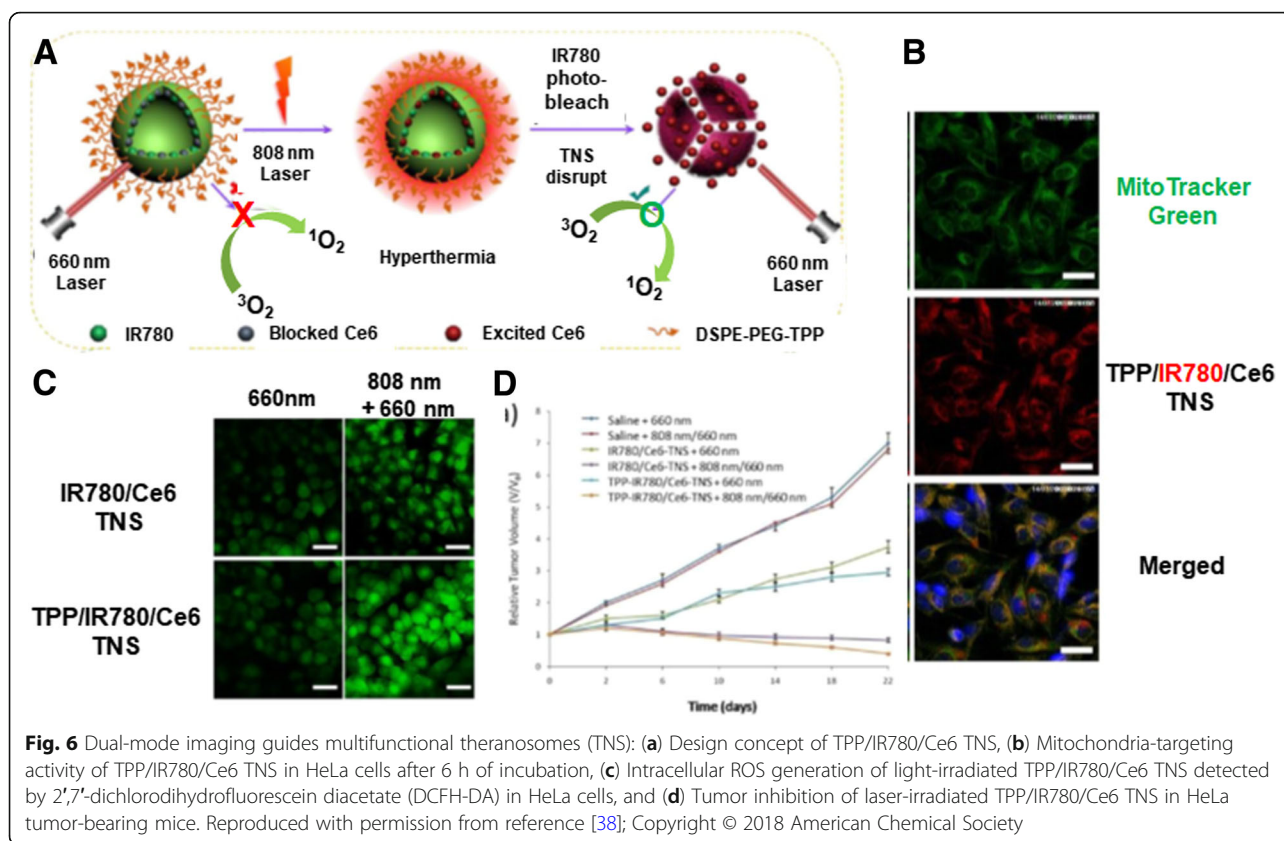 A
808 nm
Laser
660 nm
Laser
X
¹O₂
³O₂
Hyperthermia
IR780
photo-
bleach
TNS
disrupt
³O₂
O
¹O₂
660 nm
Laser
IR780
Blocked Ce6
Excited Ce6
DSPE-PEG-TPP
B
MitoTracker
Green
TPP/IR780/Ce6
TNS
Merged
C
660nm
808 nm
+ 660 nm
IR780/Ce6
TNS
TPP/IR780/Ce6
TNS
D
)
Saline + 660 nm
Saline + 808 nm/660 nm
IR780/Ce6-TNS + 660 nm
IR780/Ce6-TNS + 808 nm/660 nm
TPP-IR780/Ce6-TNS + 660 nm
TPP-IR780/Ce6-TNS + 808 nm/660 nm
Relative Tumor Volume (V/V₀)
8
7
6
5
4
3
2
1
0
0 2 6 10 14 18 22
Time (days)
Fig. 6 Dual-mode imaging guides multifunctional theranosomes (TNS): (a) Design concept of TPP/IR780/Ce6 TNS, (b) Mitochondria-targeting
activity of TPP/IR780/Ce6 TNS in HeLa cells after 6 h of incubation, (c) Intracellular ROS generation of light-irradiated TPP/IR780/Ce6 TNS detected
by 2′,7′-dichlorodihydrofluorescein diacetate (DCFH-DA) in HeLa cells, and (d) Tumor inhibition of laser-irradiated TPP/IR780/Ce6 TNS in HeLa
tumor-bearing mice. Reproduced with permission from reference [38]; Copyright © 2018 American Chemical Society